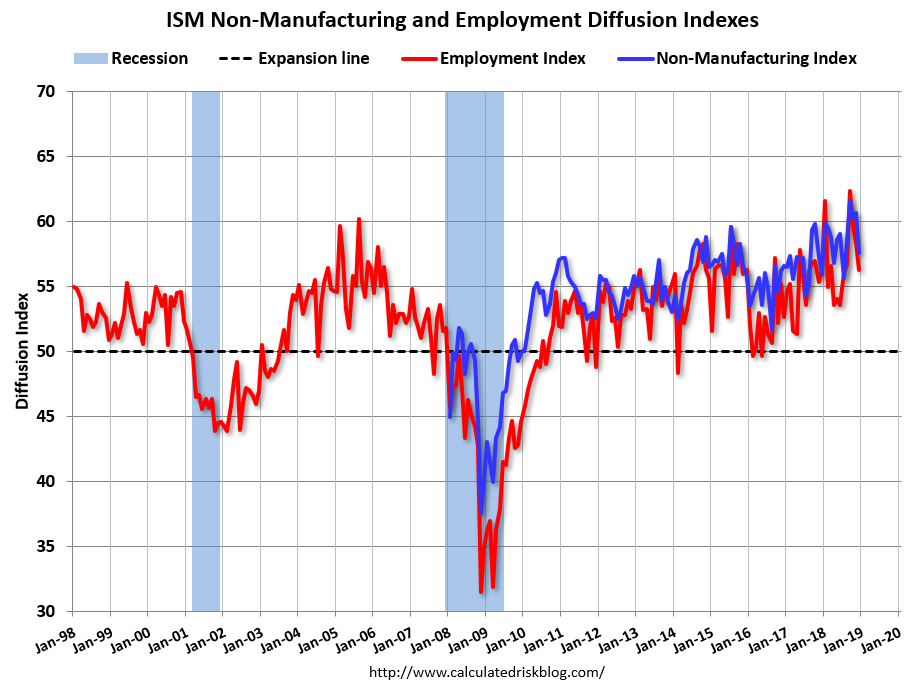 ISM Non-Manufacturing and Employment Diffusion Indexes
Recession Expansion line Employment Index Non-Manufacturing Index
70
65
60
55
50
45
40
35
30
Diffusion Index
Jan-98 Jan-99 Jan-00 Jan-01 Jan-02 Jan-03 Jan-04 Jan-05 Jan-06 Jan-07 Jan-08 Jan-09 Jan-10 Jan-11 Jan-12 Jan-13 Jan-14 Jan-15 Jan-16 Jan-17 Jan-18 Jan-19 Jan-20
http://www.calculatedriskblog.com/